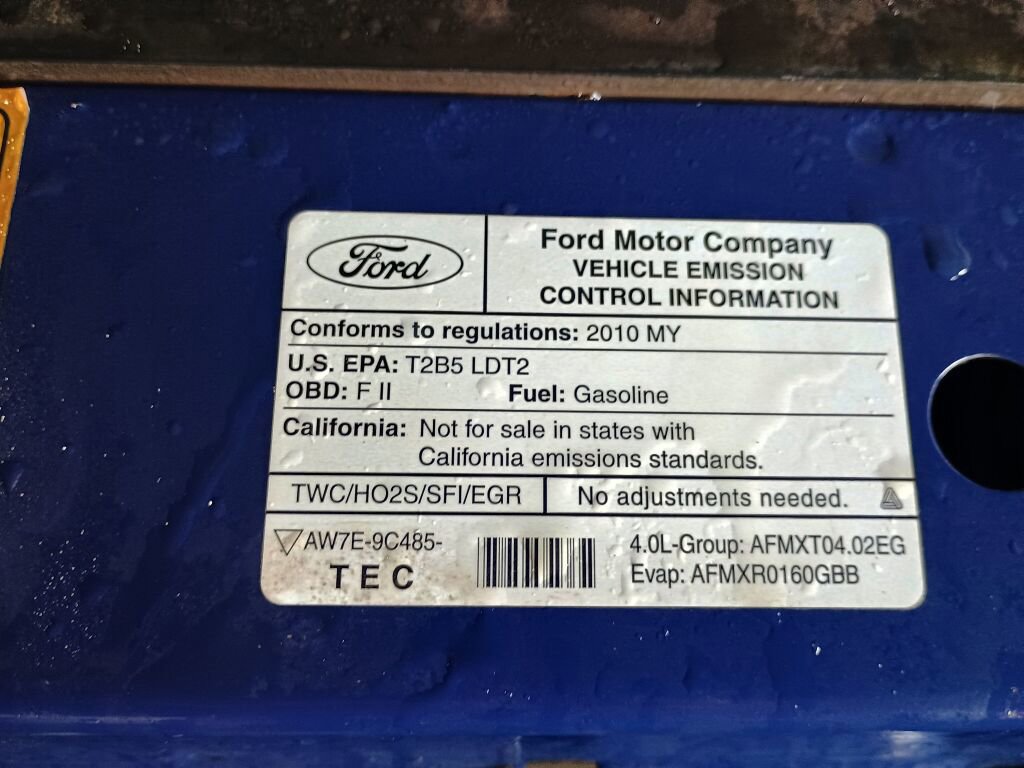 Ford
Ford Motor Company
VEHICLE EMISSION
CONTROL INFORMATION
Conforms to regulations: 2010 MY
U.S. EPA: T2B5 LDT2
OBD: F II Fuel: Gasoline
California: Not for sale in states with
California emissions standards.
TWC/HO2S/SFI/EGR No adjustments needed.
AW7E-9C485-
TEC
4.0L-Group: AFMXT04.02EG
Evap: AFMXR0160GBB